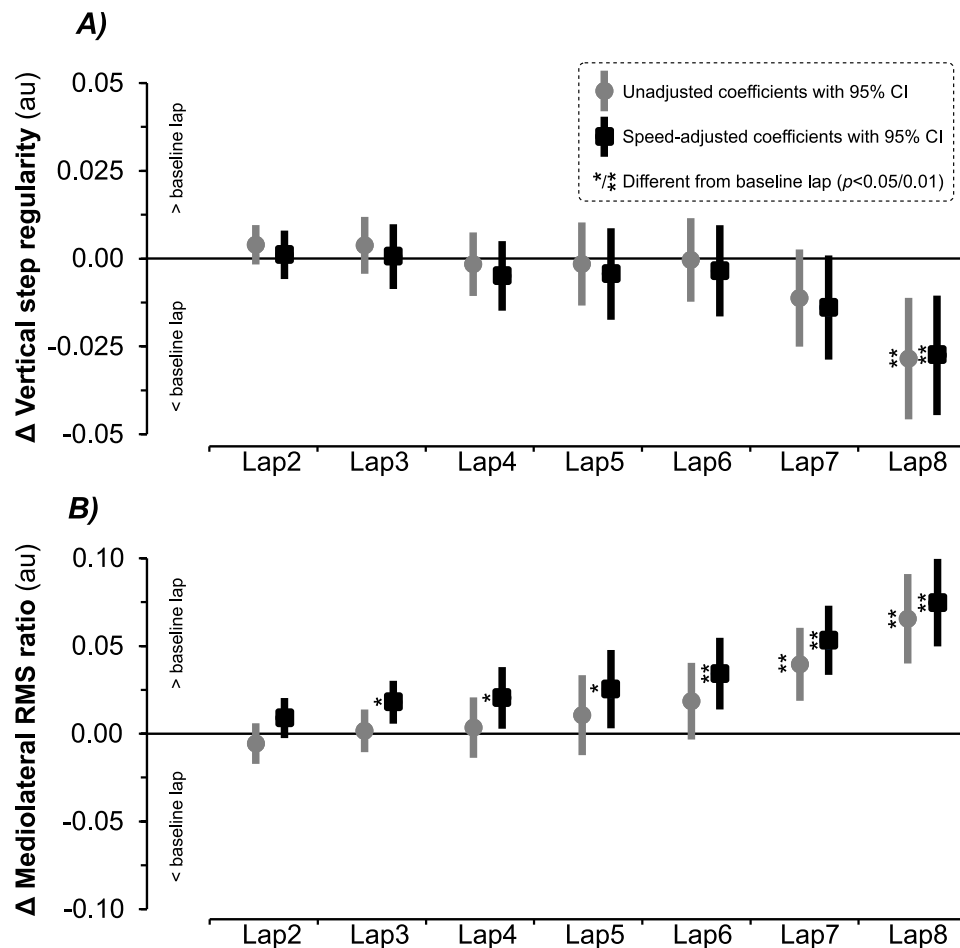 A)
Δ Vertical step regularity (au)
0.05
0.025
0.00
-0.025
-0.05
> baseline lap
< baseline lap
Unadjusted coefficients with 95% CI
Speed-adjusted coefficients with 95% CI
*/** Different from baseline lap (p<0.05/0.01)
** **
Lap2 Lap3 Lap4 Lap5 Lap6 Lap7 Lap8
B)
Δ Mediolateral RMS ratio (au)
0.10
0.05
0.00
-0.05
-0.10
> baseline lap
< baseline lap
* * * ** ** ** ** **
Lap2 Lap3 Lap4 Lap5 Lap6 Lap7 Lap8